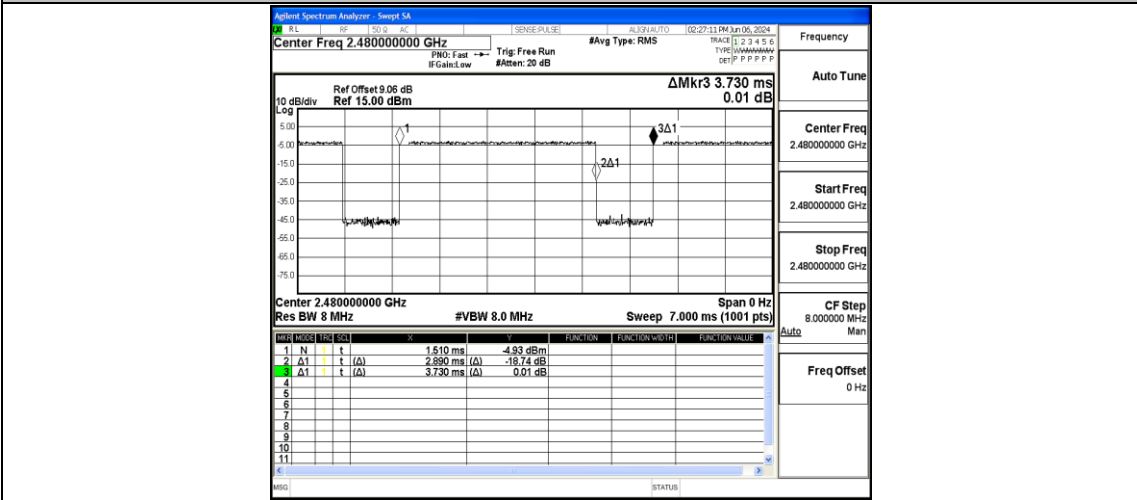 Agilent Spectrum Analyzer - Swept SA
RL RF 50 Ω AC SENSE:PULSE ALIGN AUTO 02:27:11 PM Jun 06, 2024
Center Freq 2.480000000 GHz #Avg Type: RMS TRACE 1 2 3 4 5 6
PNO: Fast Trig: Free Run TYPE WWWWWW
IFGain:Low #Atten: 20 dB DET P P P P P P
ΔMkr3 3.730 ms
0.01 dB
Ref Offset 9.06 dB
10 dB/div Ref 15.00 dBm
Log
5.00
-5.00
-15.0
-25.0
-35.0
-45.0
-55.0
-65.0
-75.0
1
2Δ1
3Δ1
Center 2.480000000 GHz Span 0 Hz
Res BW 8 MHz #VBW 8.0 MHz Sweep 7.000 ms (1001 pts)
MKR MODE TRC SCL X Y FUNCTION FUNCTION WIDTH FUNCTION VALUE
1 N 1 t 1.510 ms -4.93 dBm
2 Δ1 1 t (Δ) 2.890 ms (Δ) -18.74 dB
3 Δ1 1 t (Δ) 3.730 ms (Δ) 0.01 dB
4
5
6
7
8
9
10
11
MSG STATUS
Frequency
Auto Tune
Center Freq
2.480000000 GHz
Start Freq
2.480000000 GHz
Stop Freq
2.480000000 GHz
CF Step
8.000000 MHz
Auto Man
Freq Offset
0 Hz